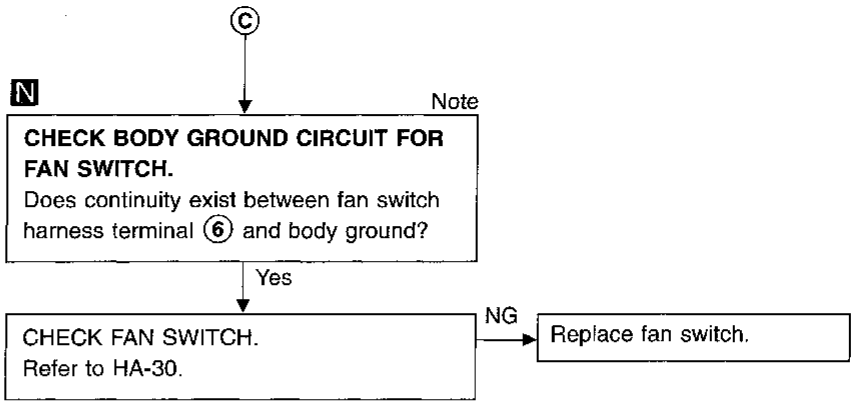 C
N
Note
CHECK BODY GROUND CIRCUIT FOR
FAN SWITCH.
Does continuity exist between fan switch
harness terminal ⑥ and body ground?
Yes
CHECK FAN SWITCH.
Refer to HA-30.
NG
Replace fan switch.